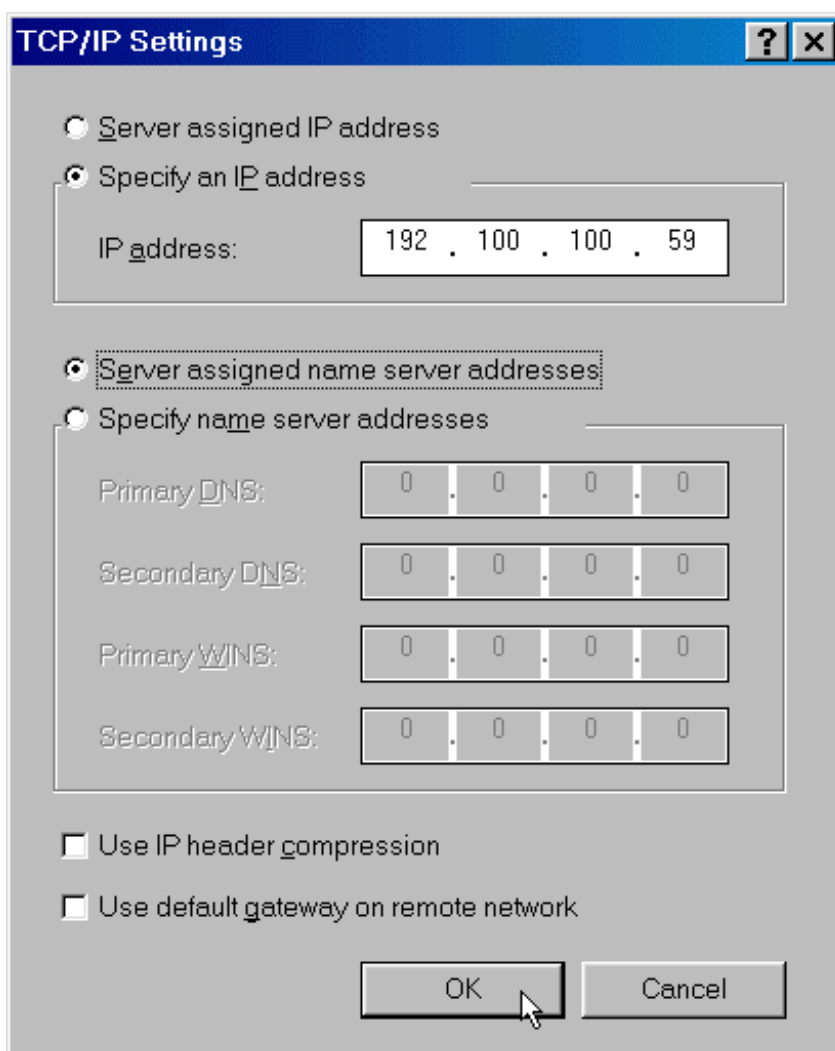 TCP/IP Settings
Server assigned IP address
Specify an IP address
IP address: 192 . 100 . 100 . 59
Server assigned name server addresses
Specify name server addresses
Primary DNS: 0 . 0 . 0 . 0
Secondary DNS: 0 . 0 . 0 . 0
Primary WINS: 0 . 0 . 0 . 0
Secondary WINS: 0 . 0 . 0 . 0
Use IP header compression
Use default gateway on remote network
OK Cancel